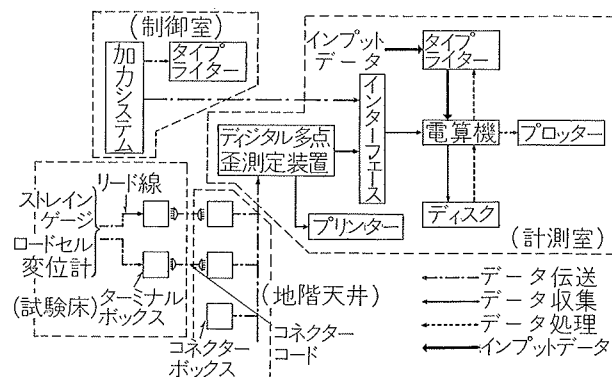 (制御室)
加力システム
タイプ
ライター
インプット
データ
タイプ
ライター
インターフェース
ディジタル多点
歪測定装置
電算機
プロッター
プリンター
ディスク
(計測室)
リード線
ストレイン
ゲージ
ロードセル
変位計
(試験床)
ターミナル
ボックス
(地階天井)
コネクター
ボックス
コネクター
コード
データ伝送
データ収集
データ処理
インプットデータ